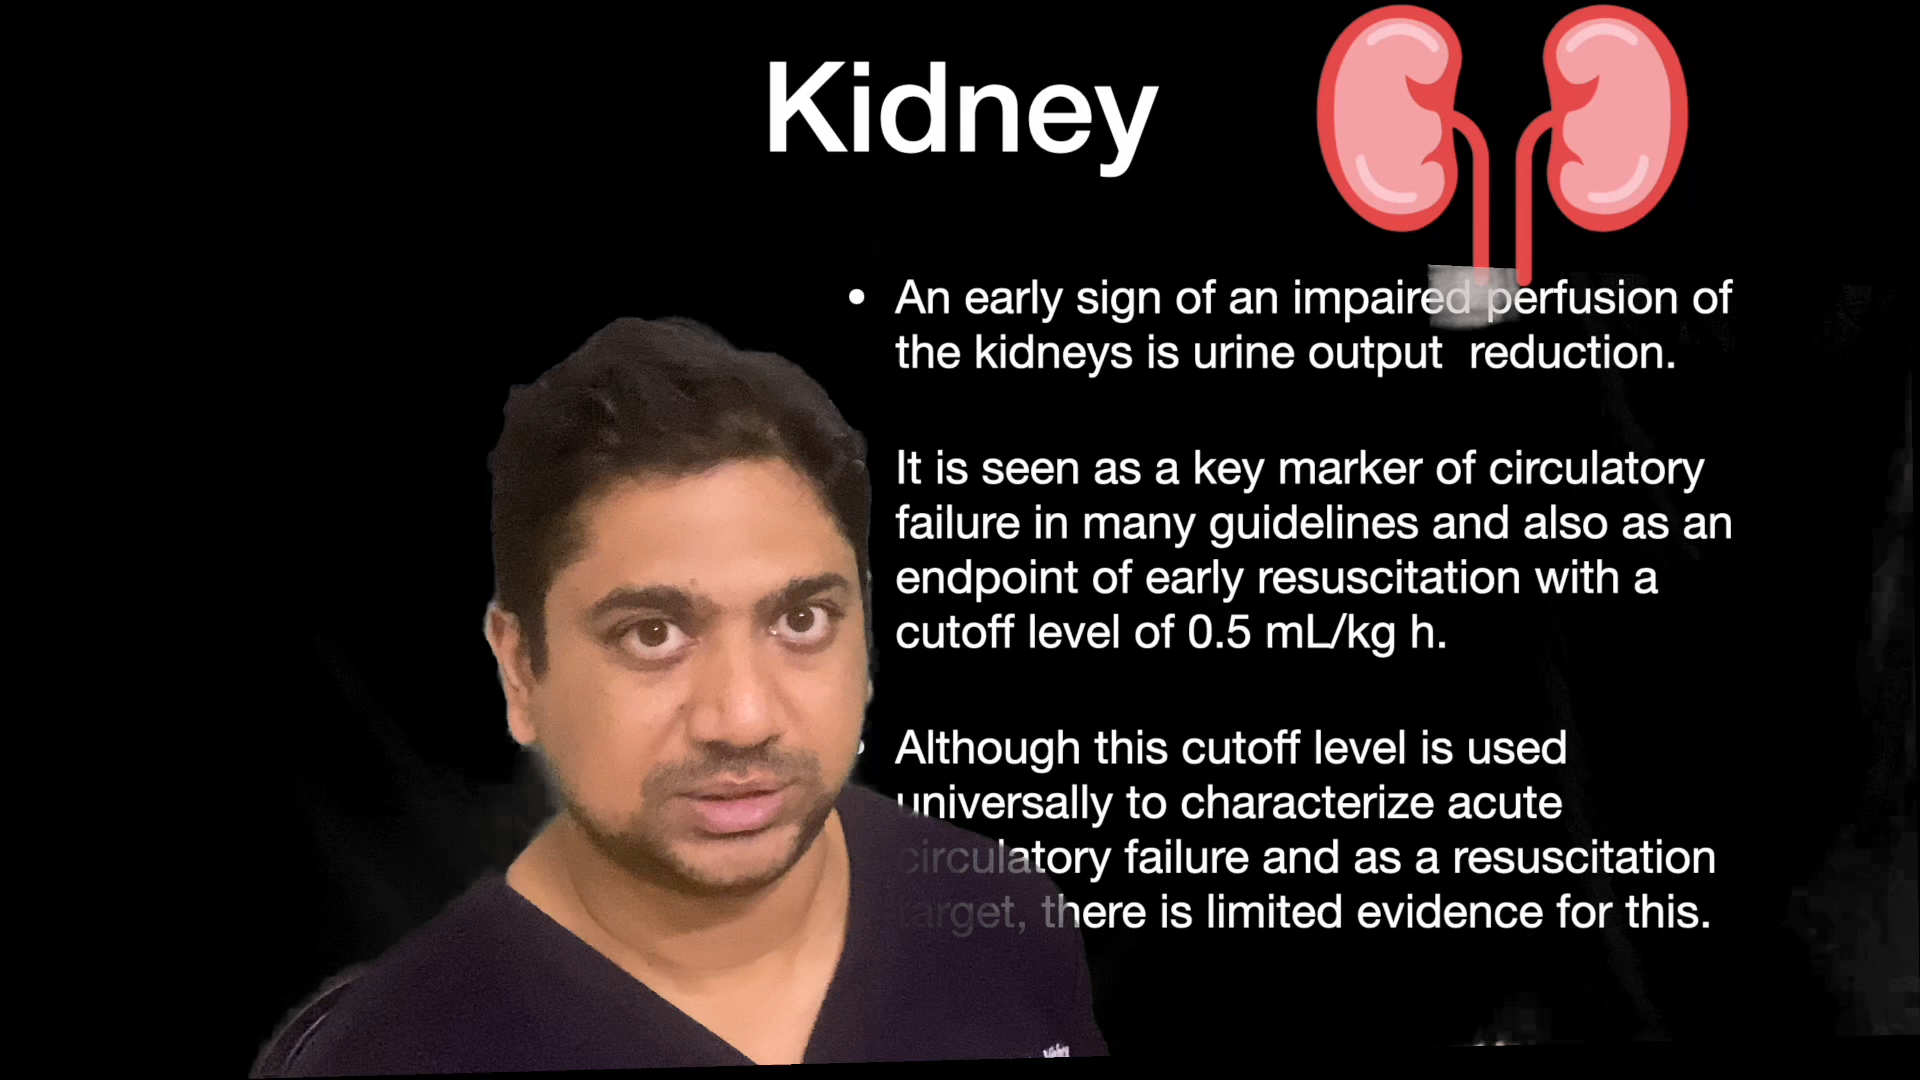 Kidney
• An early sign of an impaired perfusion of
the kidneys is urine output reduction.
It is seen as a key marker of circulatory
failure in many guidelines and also as an
endpoint of early resuscitation with a
cutoff level of 0.5 mL/kg h.
• Although this cutoff level is used
universally to characterize acute
circulatory failure and as a resuscitation
target, there is limited evidence for this.